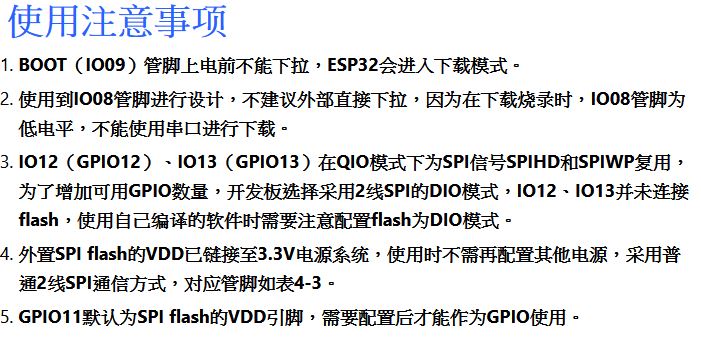 使用注意事项
1. BOOT（IO09）管脚上电前不能下拉，ESP32会进入下载模式。
2. 使用到IO08管脚进行设计，不建议外部直接下拉，因为在下载烧录时，IO08管脚为
低电平，不能使用串口进行下载。
3. IO12（GPIO12）、IO13（GPIO13）在QIO模式下为SPI信号SPIHD和SPIWP复用，
为了增加可用GPIO数量，开发板选择采用2线SPI的DIO模式，IO12、IO13并未连接
flash，使用自己编译的软件时需要注意配置flash为DIO模式。
4. 外置SPI flash的VDD已链接至3.3V电源系统，使用时不需再配置其他电源，采用普
通2线SPI通信方式，对应管脚如表4-3。
5. GPIO11默认为SPI flash的VDD引脚，需要配置后才能作为GPIO使用。